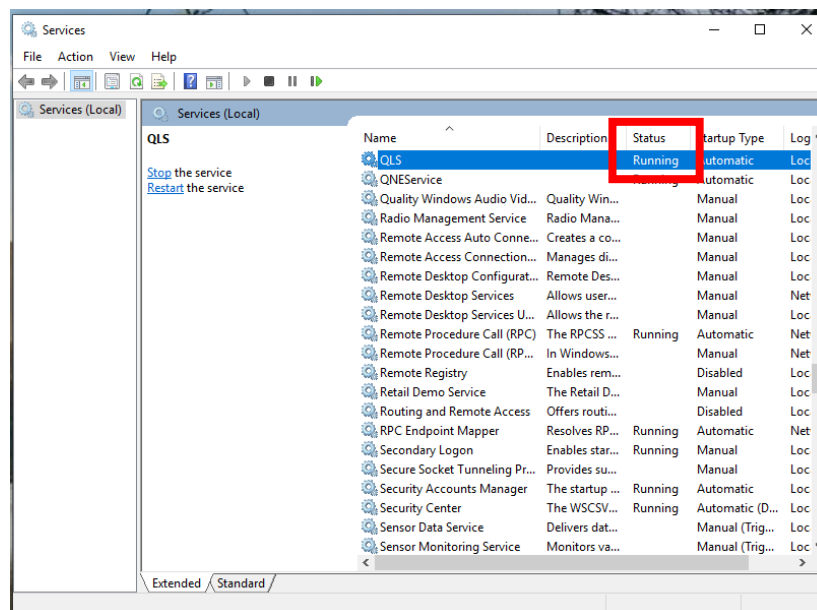 Services
File Action View Help
Services (Local)
Services (Local)
QLS
Stop the service
Restart the service
Name Description Status Startup Type Log
QLS Running Automatic Loc
QNEService Running Automatic Loc
Quality Windows Audio Vid... Quality Win... Manual Loc
Radio Management Service Radio Mana... Manual Loc
Remote Access Auto Conne... Creates a co... Manual Loc
Remote Access Connection... Manages di... Manual Loc
Remote Desktop Configurat... Remote Des... Manual Loc
Remote Desktop Services Allows user... Manual Net
Remote Desktop Services U... Allows the r... Manual Loc
Remote Procedure Call (RPC) The RPCSS ... Running Automatic Net
Remote Procedure Call (RP... In Windows... Manual Net
Remote Registry Enables rem... Disabled Loc
Retail Demo Service The Retail D... Manual Loc
Routing and Remote Access Offers routi... Disabled Loc
RPC Endpoint Mapper Resolves RP... Running Automatic Net
Secondary Logon Enables star... Running Manual Loc
Secure Socket Tunneling Pr... Provides su... Manual Loc
Security Accounts Manager The startup ... Running Automatic Loc
Security Center The WSCSV... Running Automatic (D... Loc
Sensor Data Service Delivers dat... Manual (Trig... Loc
Sensor Monitoring Service Monitors va... Manual (Trig... Loc
Extended Standard